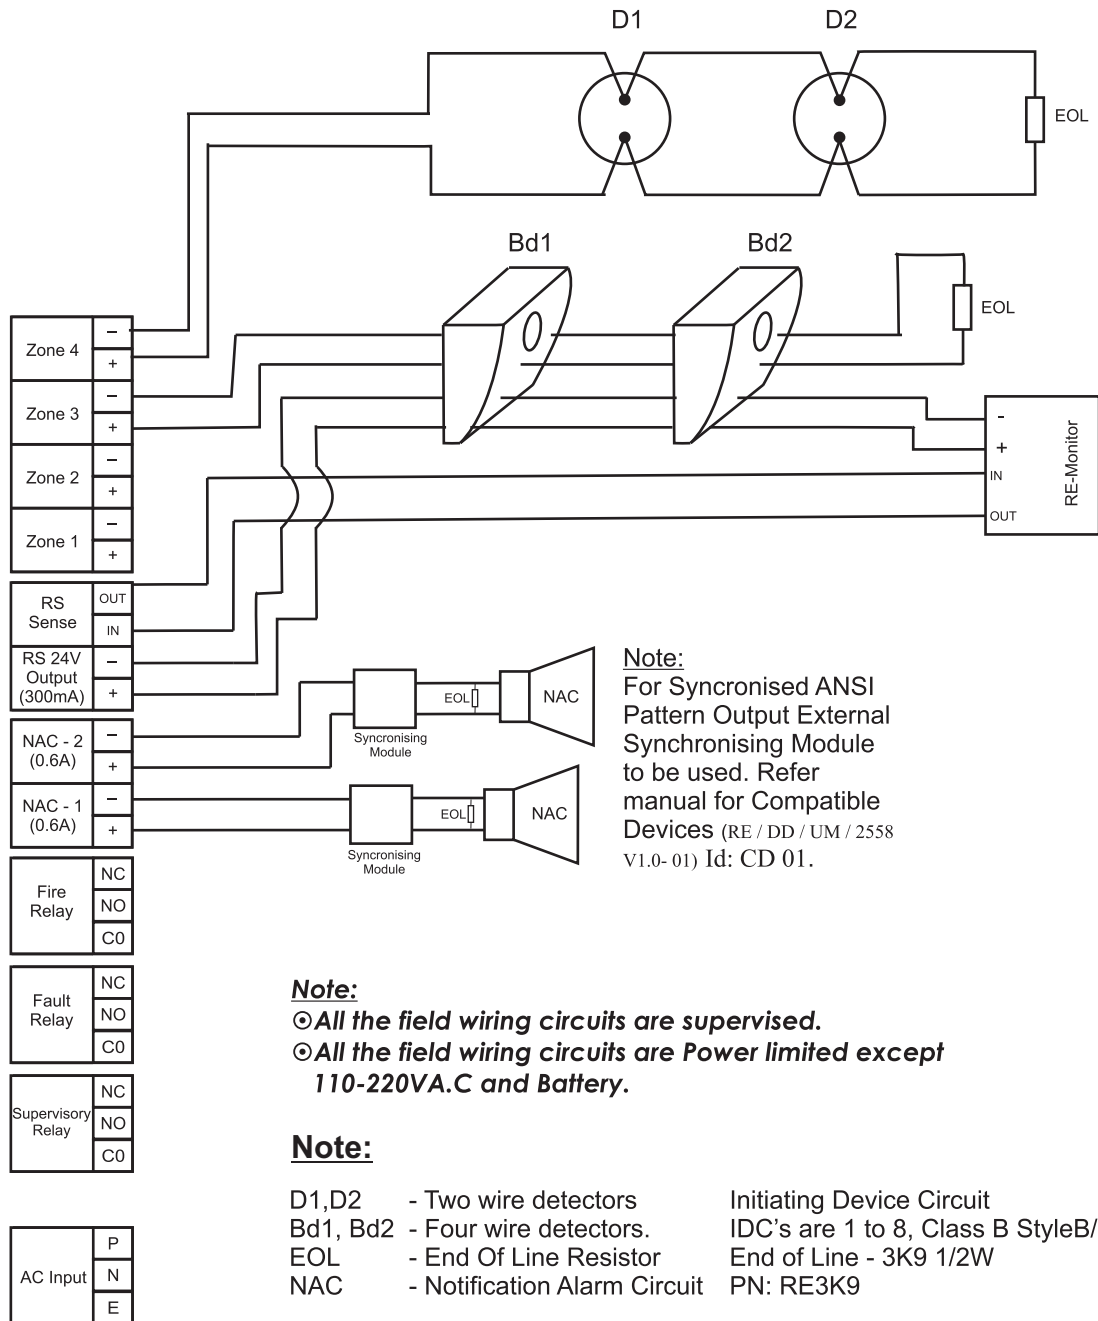 D1
D2
EOL
Bd1
Bd2
EOL
Zone 4
–
+
Zone 3
–
+
Zone 2
–
+
Zone 1
–
+
-
+
IN
OUT
RE-Monitor
RS
Sense
OUT
IN
RS 24V
Output
(300mA)
–
+
NAC - 2
(0.6A)
–
+
NAC - 1
(0.6A)
–
+
Syncronising
Module
EOL
NAC
Syncronising
Module
EOL
NAC
Note:
For Syncronised ANSI
Pattern Output External
Synchronising Module
to be used. Refer
manual for Compatible
Devices (RE / DD / UM / 2558
V1.0- 01) Id: CD 01.
Fire
Relay
NC
NO
C0
Fault
Relay
NC
NO
C0
Supervisory
Relay
NC
NO
C0
AC Input
P
N
E
Note:
⊙All the field wiring circuits are supervised.
⊙All the field wiring circuits are Power limited except
110-220VA.C and Battery.
Note:
D1,D2 - Two wire detectors
Bd1, Bd2 - Four wire detectors.
EOL - End Of Line Resistor
NAC - Notification Alarm Circuit
Initiating Device Circuit
IDC's are 1 to 8, Class B StyleB/
End of Line - 3K9 1/2W
PN: RE3K9